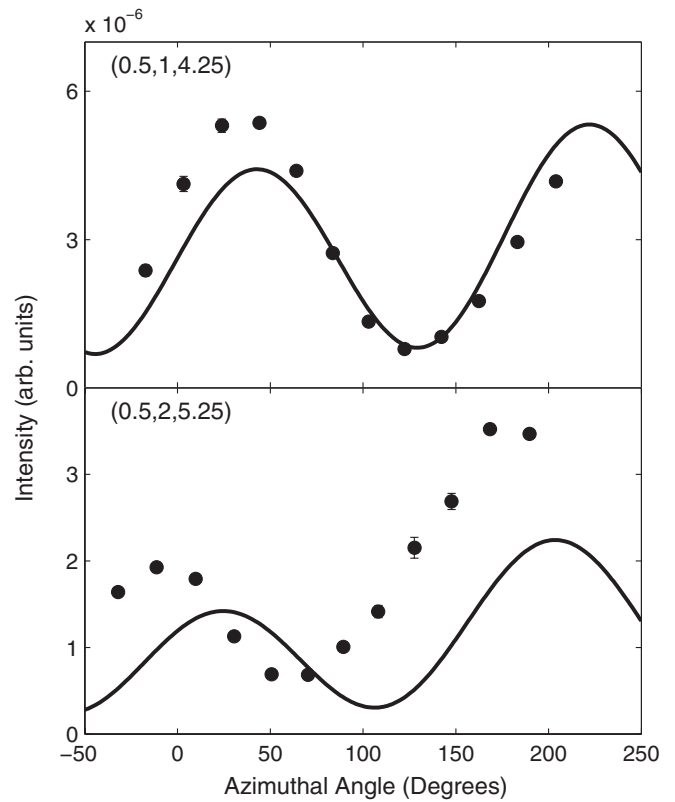 x 10⁻⁶
(0.5,1,4.25)
6
3
0
(0.5,2,5.25)
3
2
1
0
−50 0 50 100 150 200 250
Azimuthal Angle (Degrees)
Intensity (arb. units)